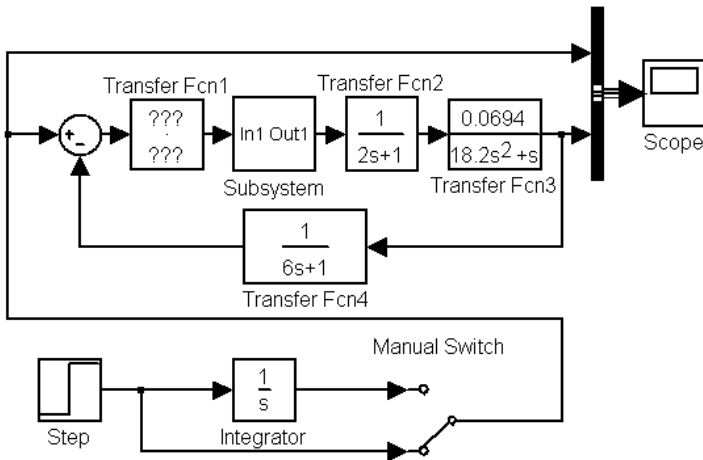 Transfer Fcn1
Transfer Fcn2
+
-
???
???
In1 Out1
1
2s+1
0.0694
18.2s² +s
Scope
Subsystem
Transfer Fcn3
1
6s+1
Transfer Fcn4
Manual Switch
1
s
Step
Integrator